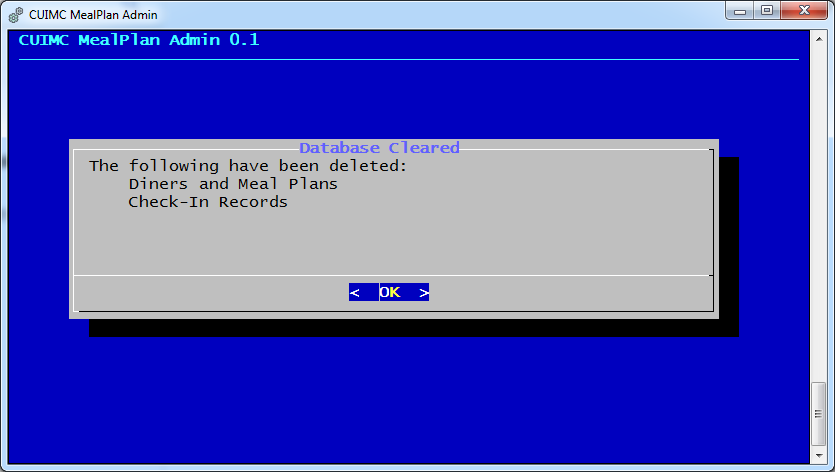 CUIMC MealPlan Admin
CUIMC MealPlan Admin 0.1
Database Cleared
The following have been deleted:
Diners and Meal Plans
Check-In Records
< OK >